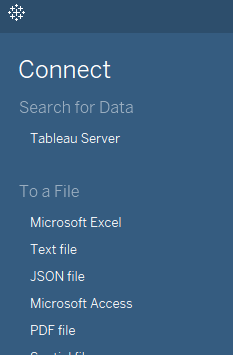 Connect
Search for Data
Tableau Server
To a File
Microsoft Excel
Text file
JSON file
Microsoft Access
PDF file